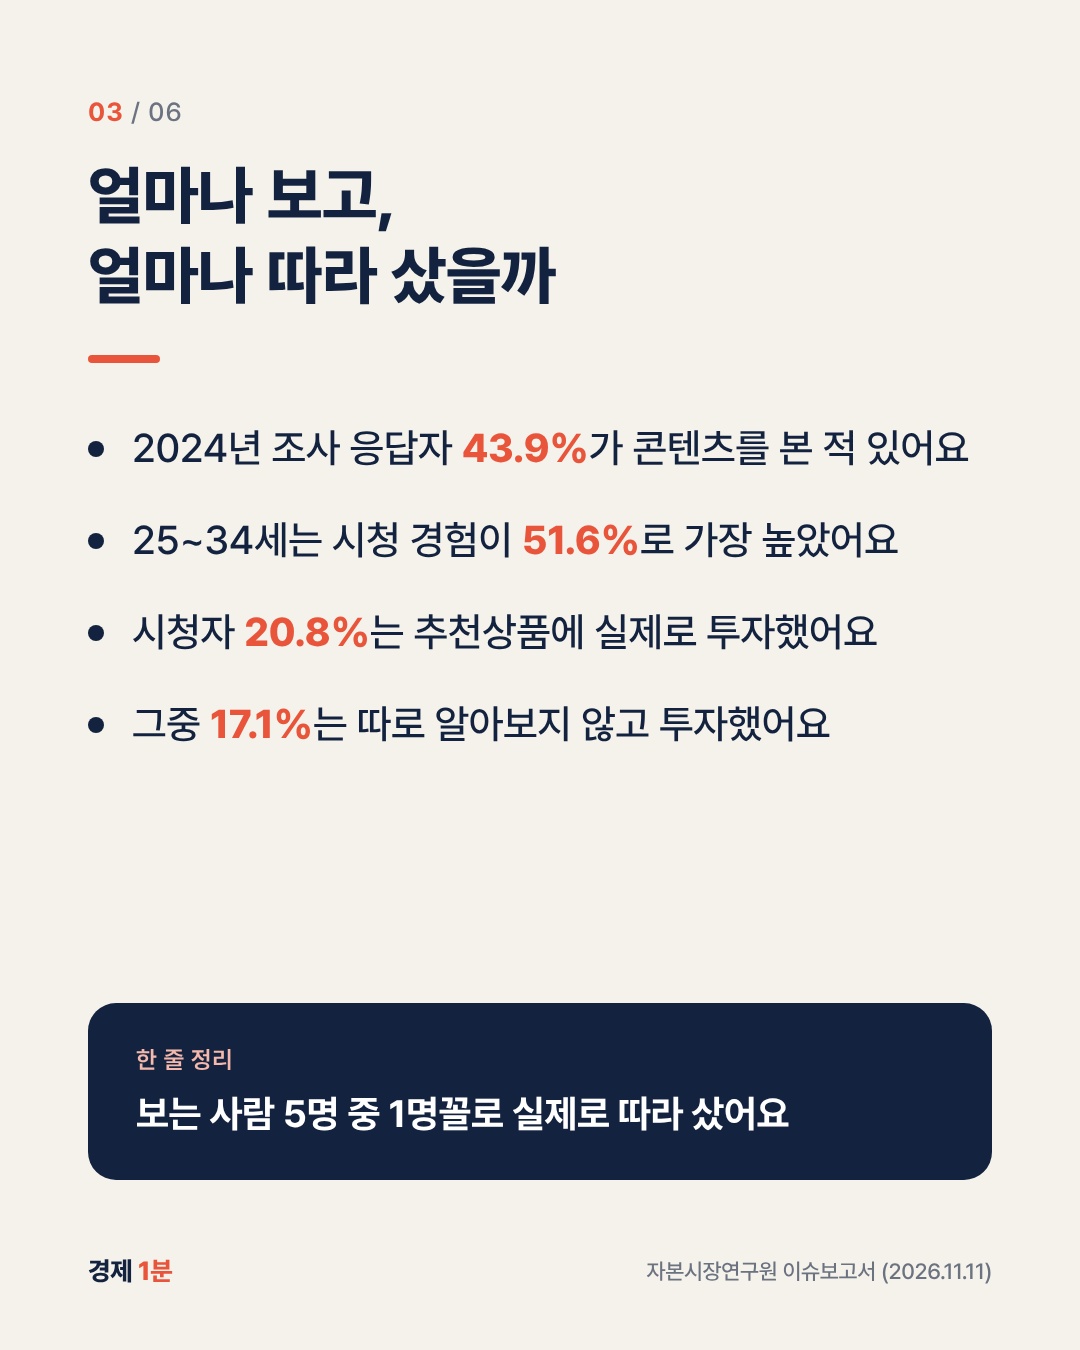 03 / 06
얼마나 보고,
얼마나 따라 샀을까
• 2024년 조사 응답자 43.9%가 콘텐츠를 본 적 있어요
• 25~34세는 시청 경험이 51.6%로 가장 높았어요
• 시청자 20.8%는 추천상품에 실제로 투자했어요
• 그중 17.1%는 따로 알아보지 않고 투자했어요
한 줄 정리
보는 사람 5명 중 1명꼴로 실제로 따라 샀어요
경제 1분
자본시장연구원 이슈보고서 (2026.11.11)